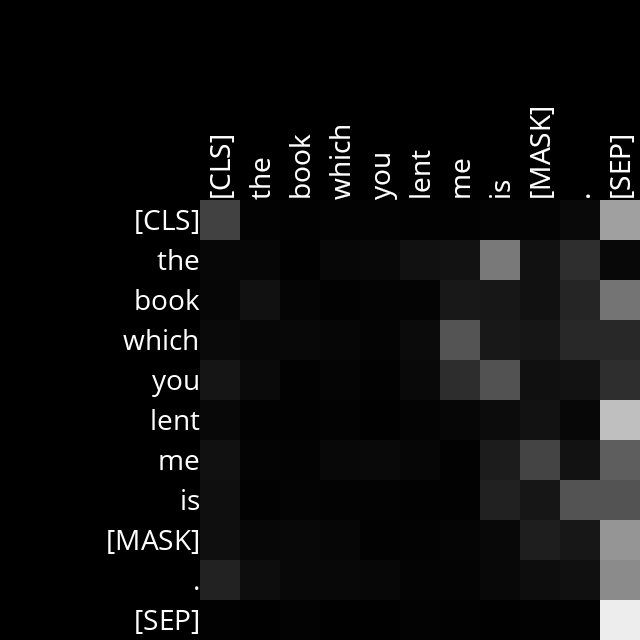 [CLS] the book which you lent me is [MASK] . [SEP]
[CLS]
the
book
which
you
lent
me
is
[MASK]
.
[SEP]